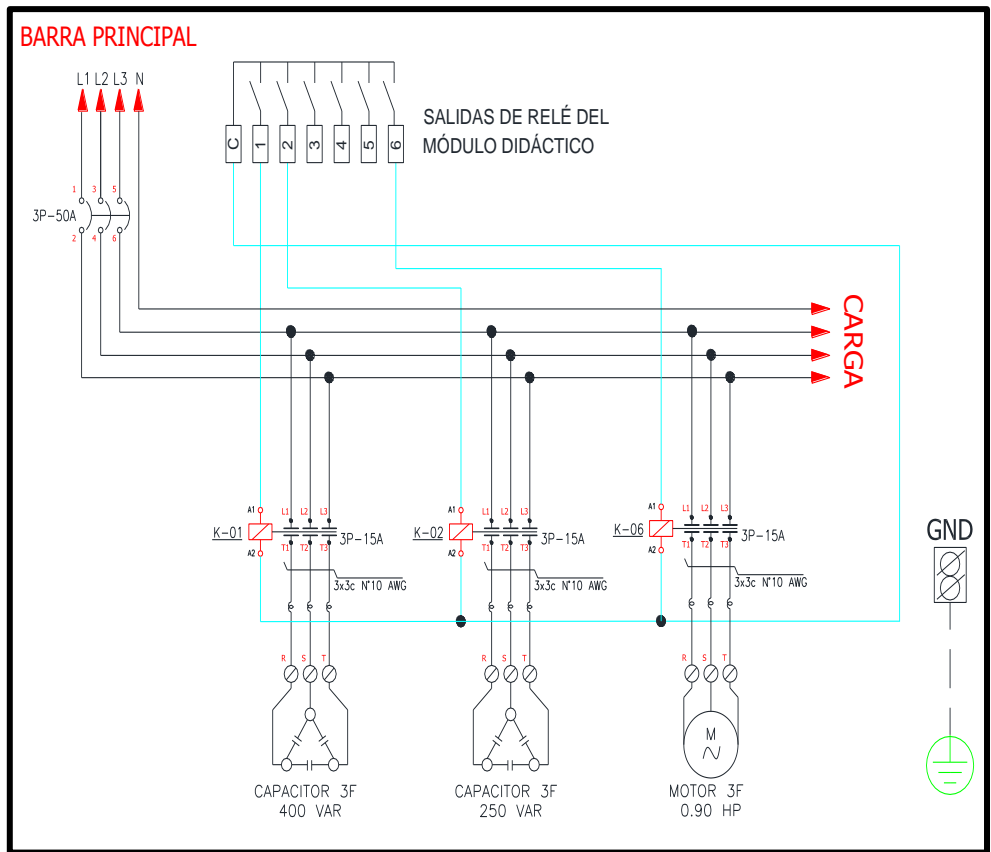 BARRA PRINCIPAL
L1 L2 L3 N
SALIDAS DE RELÉ DEL
MÓDULO DIDÁCTICO
C 1 2 3 4 5 6
1 3 5
3P-50A
2 4 6
CARGA
A1 L1 L2 L3
K-01
3P-15A
A2 T1 T2 T3
3x3c N°10 AWG
A1 L1 L2 L3
K-02
3P-15A
A2 T1 T2 T3
3x3c N°10 AWG
A1 L1 L2 L3
K-06
3P-15A
A2 T1 T2 T3
3x3c N°10 AWG
GND
R S T
R S T
R S T
M
CAPACITOR 3F
400 VAR
CAPACITOR 3F
250 VAR
MOTOR 3F
0.90 HP